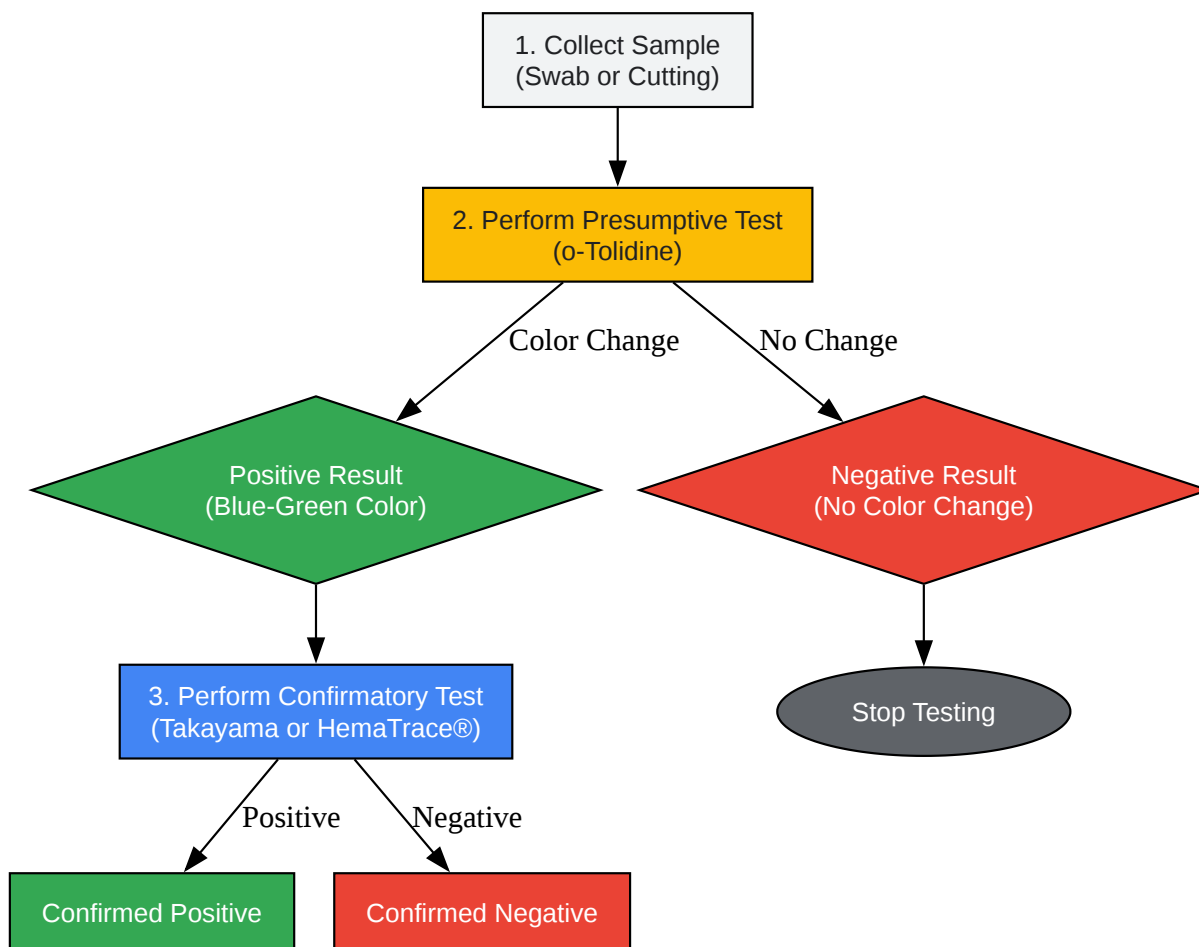 1. Collect Sample
(Swab or Cutting)
2. Perform Presumptive Test
(o-Tolidine)
Color Change
No Change
Positive Result
(Blue-Green Color)
Negative Result
(No Color Change)
3. Perform Confirmatory Test
(Takayama or HemaTrace®)
Stop Testing
Positive
Negative
Confirmed Positive
Confirmed Negative